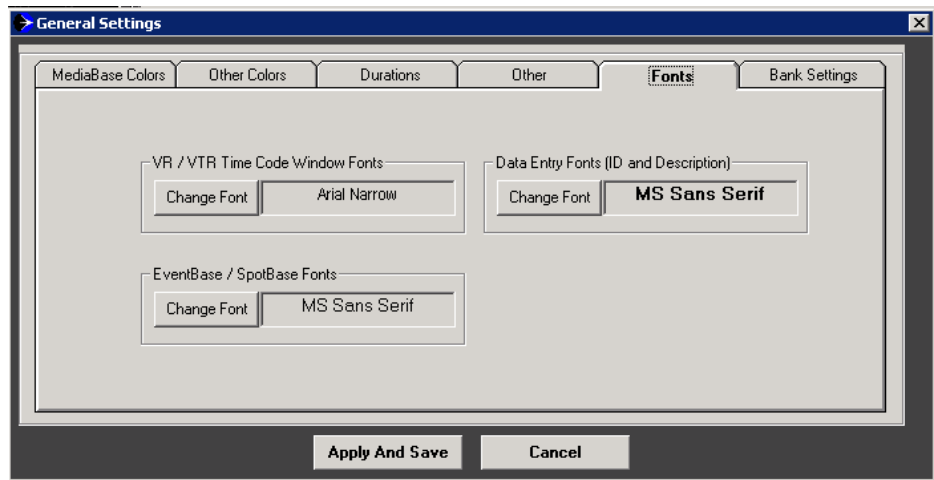 General Settings
MediaBase Colors Other Colors Durations Other Fonts Bank Settings
VR / VTR Time Code Window Fonts
Change Font Arial Narrow
Data Entry Fonts (ID and Description)
Change Font MS Sans Serif
EventBase / SpotBase Fonts
Change Font MS Sans Serif
Apply And Save Cancel